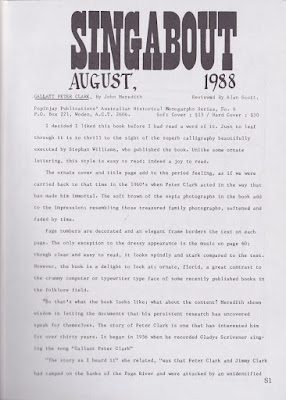 SINGABOUT
AUGUST, 1988
GALLANT PETER CLARK, by John Meredith Reviewed By Alan Scott.
Popinjay Publications' Australian Historical Monographs Series, No. 6
P.O. Box 271, Woden, A.C.T. 2606. Soft Cover : $15 / Hard Cover : $30
I decided I liked this book before I had read a word of it. Just to leaf
through it is to thrill to the sight of the superb calligraphy beautifully
executed by Stephan Williams, who published the book. Unlike some ornate
lettering, this style is easy to read; indeed a joy to read.
The ornate cover and title page add to the period feeling, as if we were
carried back to that time in the 1860's when Peter Clark acted in the way that
has made him immortal. The soft brown of the sepia photographs in the book add
to the impression: resembling those treasured family photographs, softened and
faded by time.
Page numbers are decorated and an elegant frame borders the text on each
page. The only exception to the dressy appearance is the music on page 60;
though clear and easy to read, it looks spindly and stark compared to the text.
However, the book is a delight to look at; ornate, florid, a great contrast to
the crummy computer or typewriter type face of some recently published books in
the folklore field.
So that's what the book looks like; what about the contents? Meredith shows
wisdom in letting the documents that his persistent research has uncovered
speak for themselves. The story of Peter Clark is one that has interested him
for over thirty years. It began in 1956 when he recorded Gladys Scrivener sing-
ing the song "Gallant Peter Clark"
"The story as I heard it" she related, "was that Peter Clark and Jimmy Clark
had camped on the banks of the Page River and were attacked by an unidentified
51